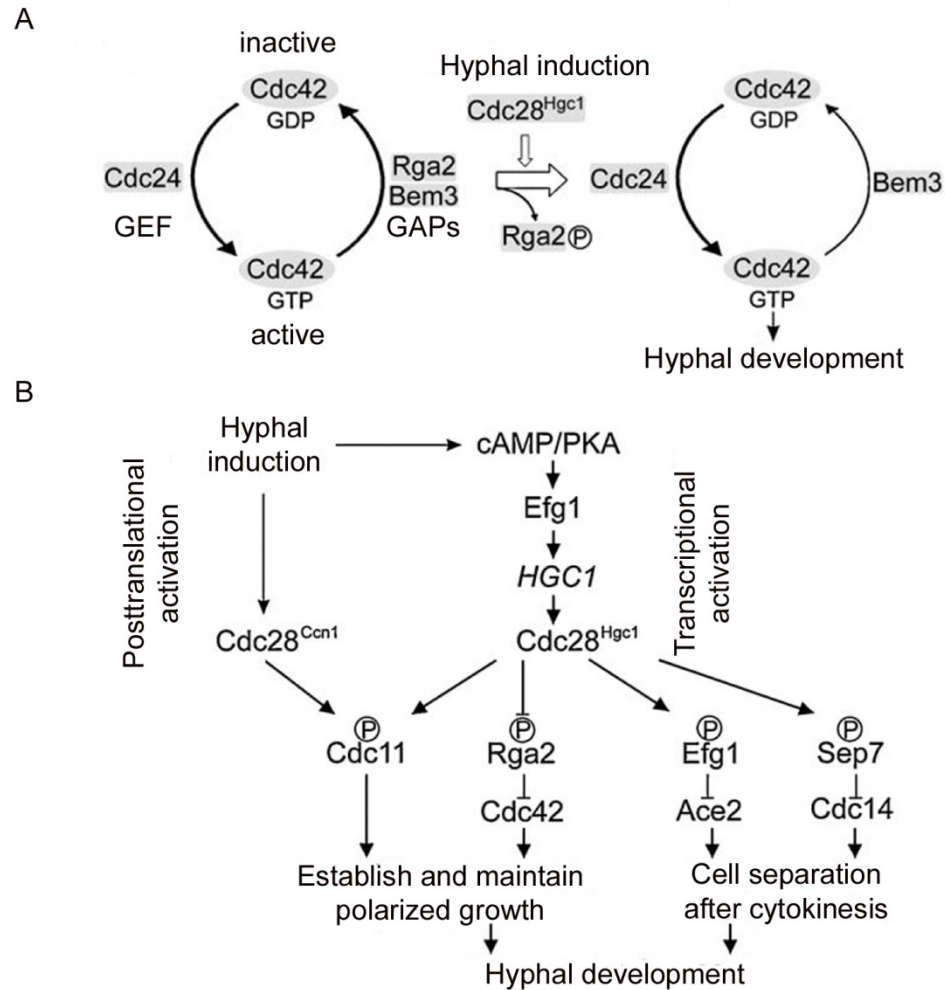 A
inactive
Cdc42
GDP
Cdc24
GEF
Rga2
Bem3
GAPs
Cdc42
GTP
active
Hyphal induction
Cdc28Hgc1
Rga2 P
Cdc42
GDP
Cdc24
Bem3
Cdc42
GTP
Hyphal development
B
Hyphal
induction
cAMP/PKA
Efg1
HGC1
Posttranslational
activation
Transcriptional
activation
Cdc28Ccn1
Cdc28Hgc1
P
Cdc11
P
Rga2
P
Efg1
P
Sep7
Cdc42
Ace2
Cdc14
Establish and maintain
polarized growth
Cell separation
after cytokinesis
Hyphal development